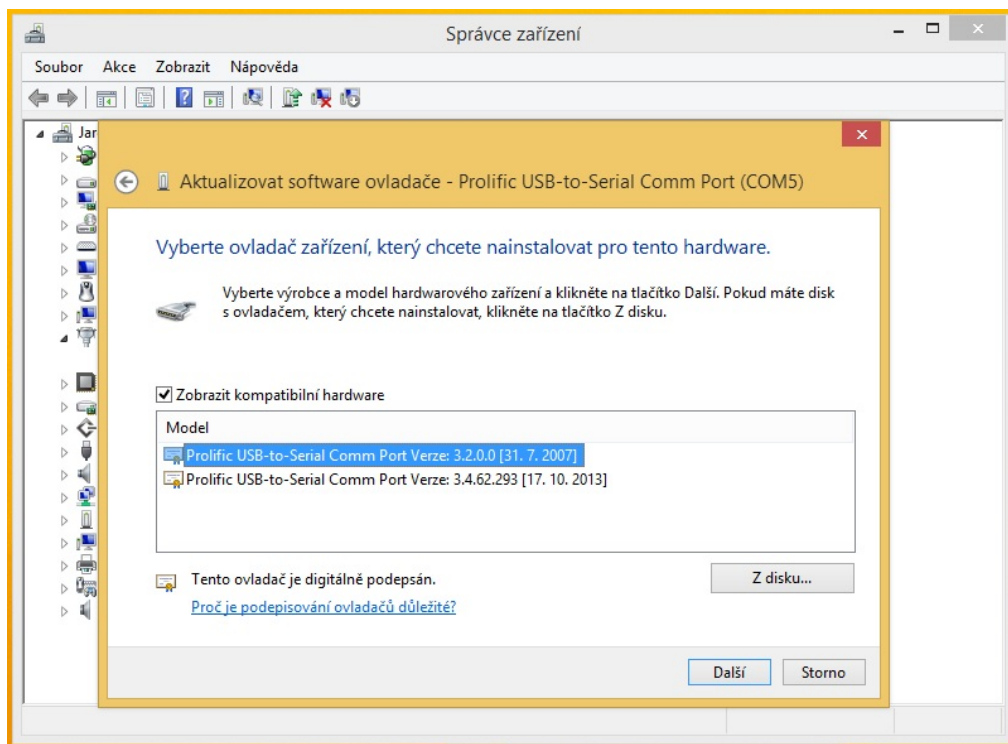 Správce zařízení
Soubor Akce Zobrazit Nápověda
Jar
Aktualizovat software ovladače - Prolific USB-to-Serial Comm Port (COM5)
Vyberte ovladač zařízení, který chcete nainstalovat pro tento hardware.
Vyberte výrobce a model hardwarového zařízení a klikněte na tlačítko Další. Pokud máte disk
s ovladačem, který chcete nainstalovat, klikněte na tlačítko Z disku.
Zobrazit kompatibilní hardware
Model
Prolific USB-to-Serial Comm Port Verze: 3.2.0.0 [31. 7. 2007]
Prolific USB-to-Serial Comm Port Verze: 3.4.62.293 [17. 10. 2013]
Tento ovladač je digitálně podepsán.
Z disku...
Proč je podepisování ovladačů důležité?
Další Storno